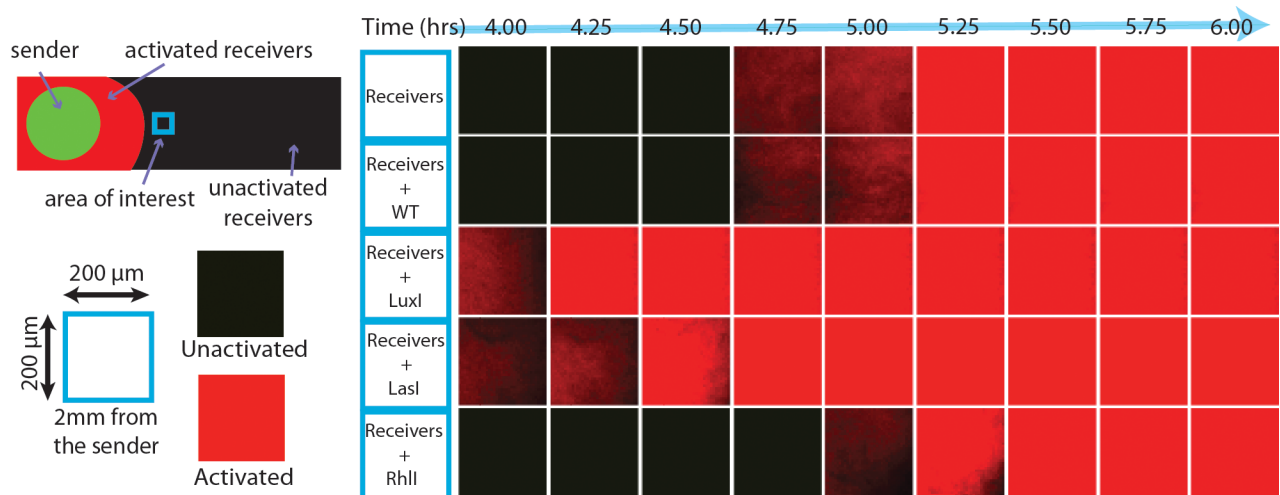 sender
activated receivers
area of interest
unactivated
receivers
200 µm
200 µm
2mm from
the sender
Unactivated
Activated
Time (hrs) 4.00 4.25 4.50 4.75 5.00 5.25 5.50 5.75 6.00
Receivers
Receivers
+
WT
Receivers
+
LuxI
Receivers
+
LasI
Receivers
+
RhlI